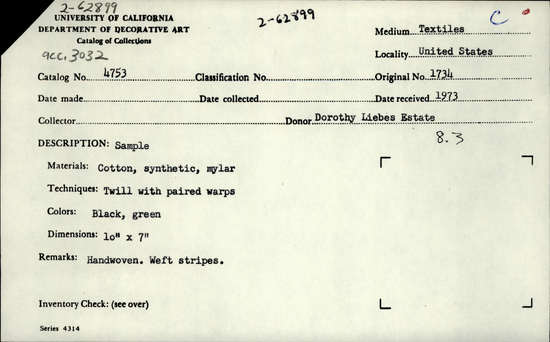 2-62899
2-62899
C
UNIVERSITY OF CALIFORNIA
DEPARTMENT OF DECORATIVE ART
Catalog of Collections
acc. 3032
Medium Textiles
Locality United States
Catalog No. 4753 Classification No. Original No. 1734
Date made Date collected Date received 1973
Collector Donor Dorothy Liebes Estate
8.3
DESCRIPTION: Sample
Materials: Cotton, synthetic, mylar
Techniques: Twill with paired warps
Colors: Black, green
Dimensions: lo" x 7"
Remarks: Handwoven. Weft stripes.
Inventory Check: (see over)
Series 4314